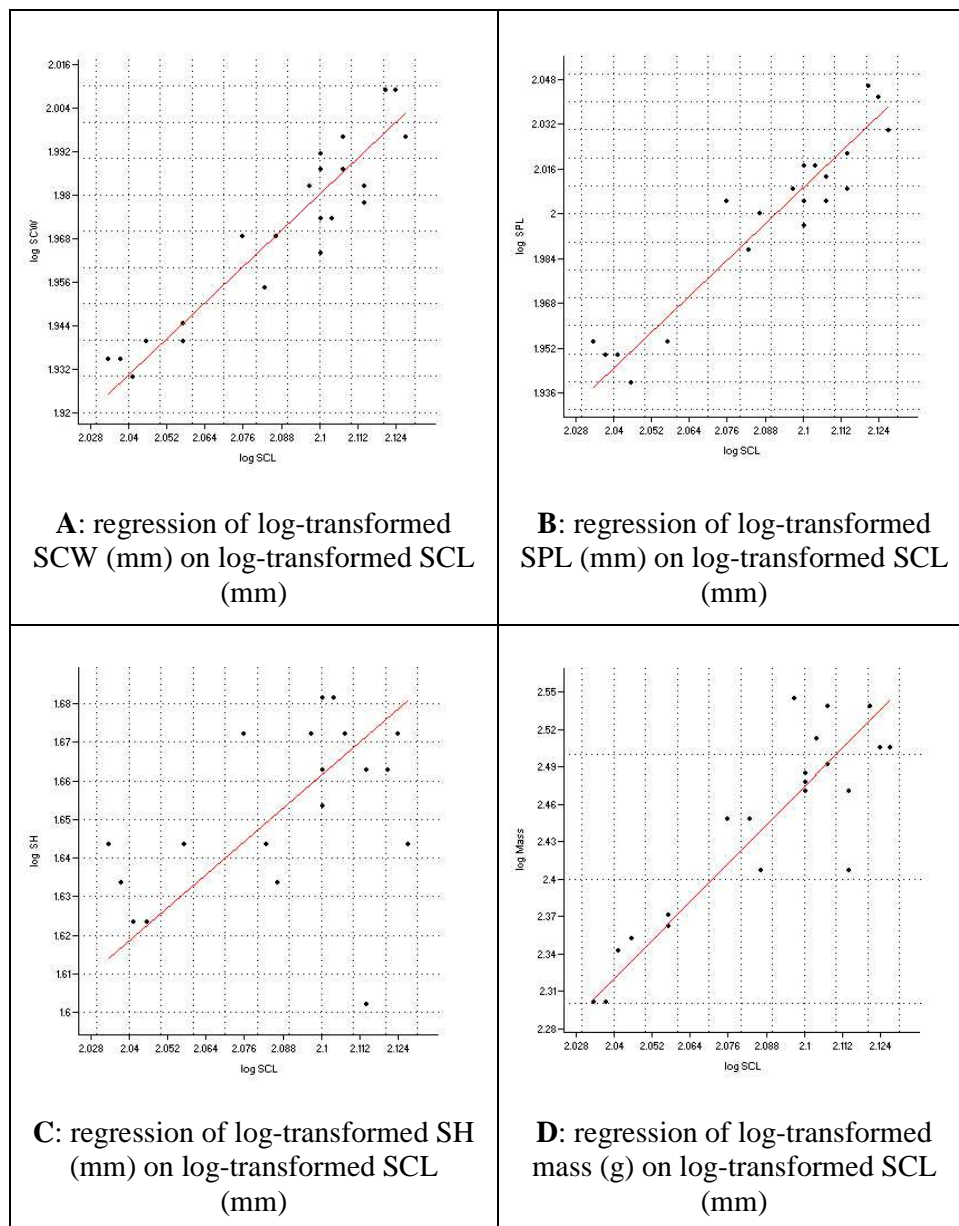 2.016
2.004
1.992
1.98
1.968
1.956
1.944
1.932
1.92
log SCW
2.028 2.04 2.052 2.064 2.076 2.088 2.1 2.112 2.124
log SCL
A: regression of log-transformed
SCW (mm) on log-transformed SCL
(mm)
2.048
2.032
2.016
2
1.984
1.968
1.952
1.936
log SPL
2.028 2.04 2.052 2.064 2.076 2.088 2.1 2.112 2.124
log SCL
B: regression of log-transformed
SPL (mm) on log-transformed SCL
(mm)
1.68
1.67
1.66
1.65
1.64
1.63
1.62
1.61
1.6
log SH
2.028 2.04 2.052 2.064 2.076 2.088 2.1 2.112 2.124
log SCL
C: regression of log-transformed SH
(mm) on log-transformed SCL
(mm)
2.55
2.52
2.49
2.46
2.43
2.4
2.37
2.34
2.31
2.28
log Mass
2.028 2.04 2.052 2.064 2.076 2.088 2.1 2.112 2.124
log SCL
D: regression of log-transformed
mass (g) on log-transformed SCL
(mm)